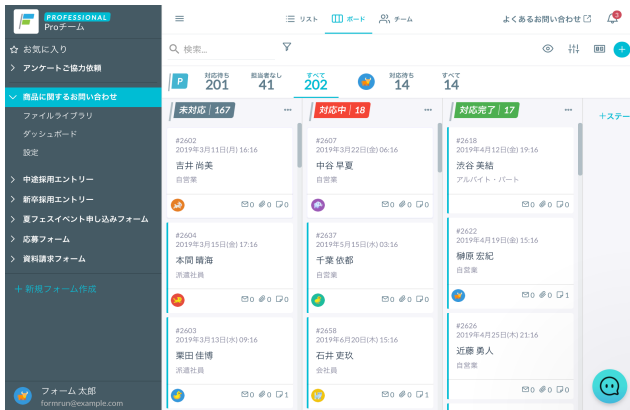 PROFESSIONAL
Proチーム
お気に入り
アンケートご協力依頼
商品に関するお問い合わせ
ファイルライブラリ
ダッシュボード
設定
中途採用エントリー
新卒採用エントリー
夏フェスイベント申し込みフォーム
応募フォーム
資料請求フォーム
+ 新規フォーム作成
フォーム 太郎
formrun@example.com
リスト
ボード
チーム
よくあるお問い合わせ
3
検索...
P
対応待ち
201
担当者なし
41
すべて
202
対応待ち
14
すべて
14
未対応 167
#2602
2019年3月11日(月) 16:16
吉井 尚美
自営業
0 0 0
#2604
2019年3月15日(金) 17:16
本間 晴海
派遣社員
0 0 0
#2603
2019年3月13日(水) 09:16
栗田 佳博
派遣社員
0 0 1
対応中 18
#2607
2019年3月22日(金) 06:16
中谷 早夏
自営業
0 0 0
#2637
2019年5月15日(水) 03:16
千葉 依都
自営業
0 0 0
#2658
2019年6月20日(木) 15:16
石井 更玖
会社員
0 0 1
対応完了 17
#2618
2019年4月12日(金) 19:16
渋谷 美結
アルバイト・パート
0 0 0
#2622
2019年4月19日(金) 15:16
榊原 宏紀
自営業
0 0 1
#2626
2019年4月25日(木) 21:16
近藤 勇人
自営業
0 0 0
+ステー